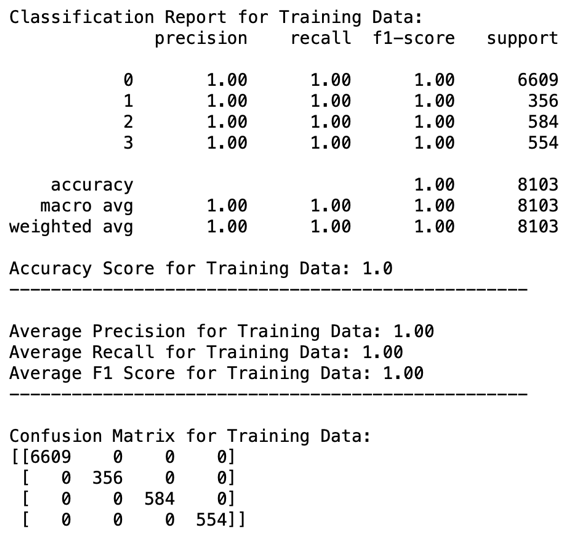 Classification Report for Training Data:
              precision    recall  f1-score   support

           0       1.00      1.00      1.00      6609
           1       1.00      1.00      1.00       356
           2       1.00      1.00      1.00       584
           3       1.00      1.00      1.00       554

    accuracy                           1.00      8103
   macro avg       1.00      1.00      1.00      8103
weighted avg       1.00      1.00      1.00      8103

Accuracy Score for Training Data: 1.0
--------------------------------------------------

Average Precision for Training Data: 1.00
Average Recall for Training Data: 1.00
Average F1 Score for Training Data: 1.00
--------------------------------------------------

Confusion Matrix for Training Data:
[[6609    0    0    0]
 [   0  356    0    0]
 [   0    0  584    0]
 [   0    0    0  554]]